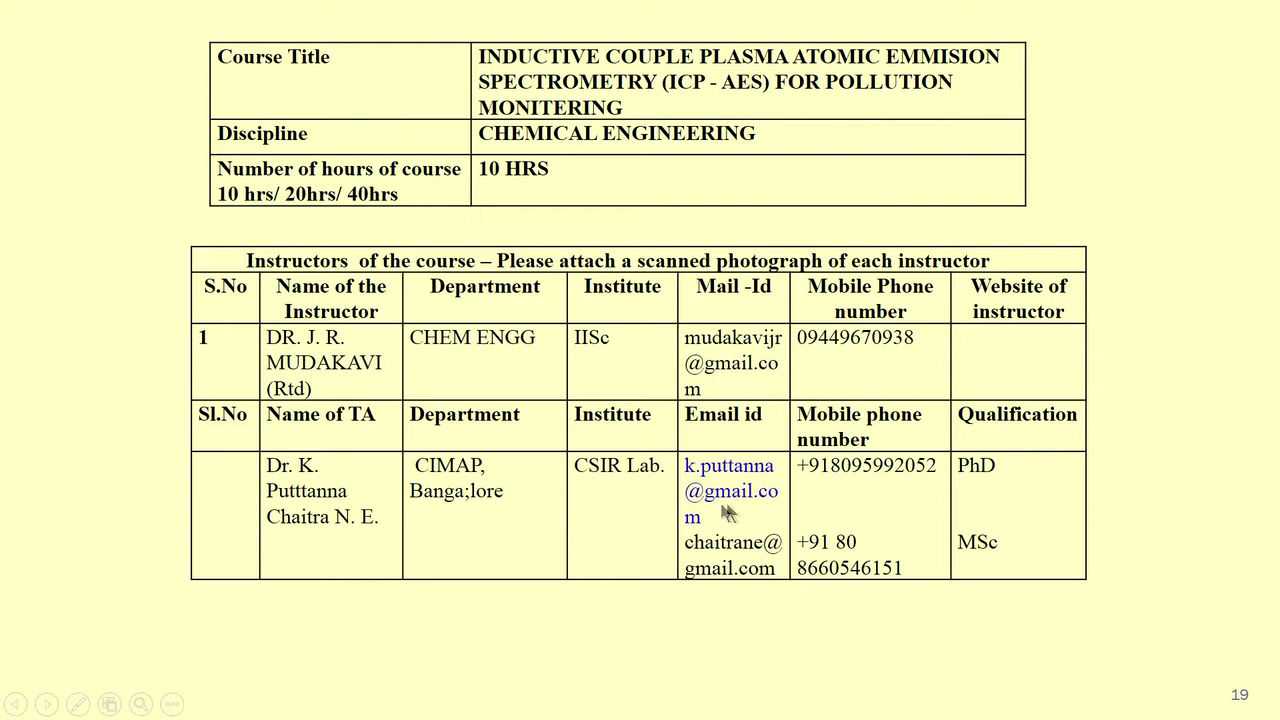 Course Title
INDUCTIVE COUPLE PLASMA ATOMIC EMMISION
SPECTROMETRY (ICP - AES) FOR POLLUTION
MONITERING
Discipline
CHEMICAL ENGINEERING
Number of hours of course
10 hrs/ 20hrs/ 40hrs
10 HRS
Instructors of the course – Please attach a scanned photograph of each instructor
S.No
Name of the
Instructor
Department
Institute
Mail -Id
Mobile Phone
number
Website of
instructor
1
DR. J. R.
MUDAKAVI
(Rtd)
CHEM ENGG
IISc
mudakavijr
@gmail.co
m
09449670938
Sl.No
Name of TA
Department
Institute
Email id
Mobile phone
number
Qualification
Dr. K.
Putttanna
Chaitra N. E.
CIMAP,
Banga;lore
CSIR Lab.
k.puttanna
@gmail.co
m
chaitrane@
gmail.com
+918095992052
+91 80
8660546151
PhD
MSc
19